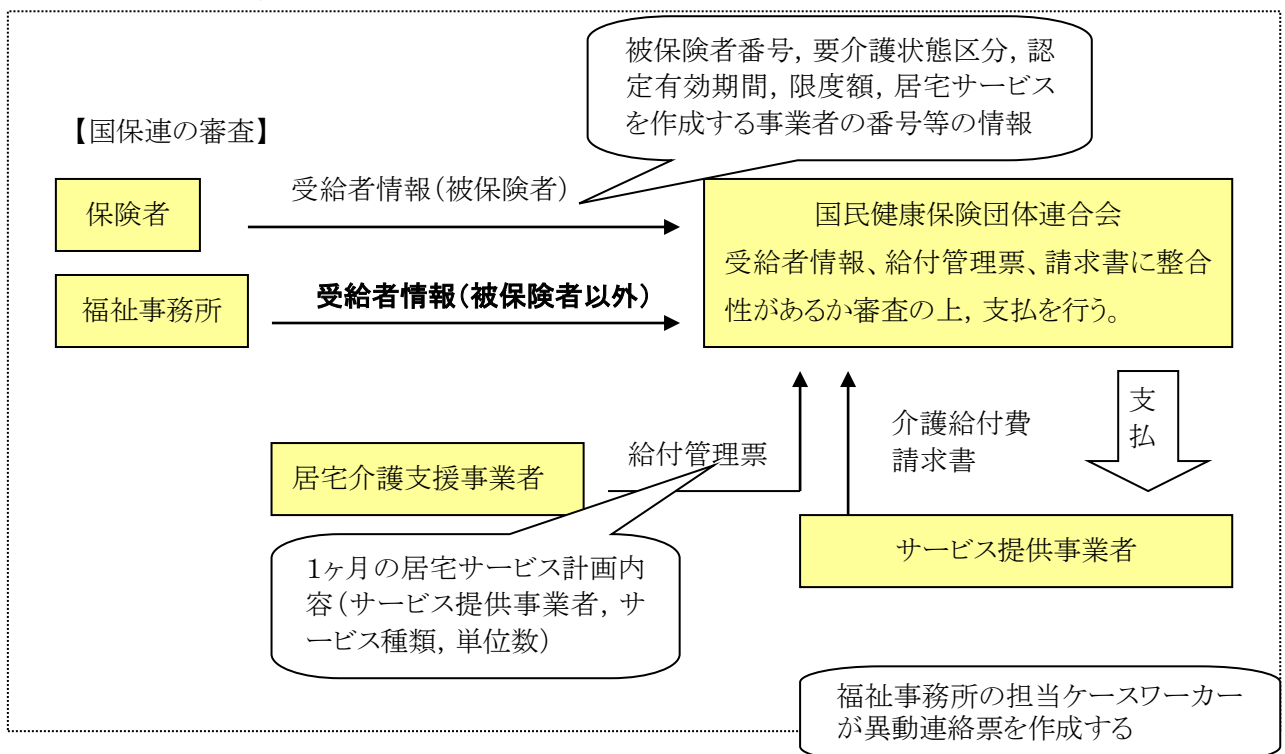 被保険者番号, 要介護状態区分, 認
定有効期間, 限度額, 居宅サービス
を作成する事業者の番号等の情報
【国保連の審査】
保険者
受給者情報(被保険者)
福祉事務所
受給者情報(被保険者以外)
国民健康保険団体連合会
受給者情報、給付管理票、請求書に整合
性があるか審査の上, 支払を行う。
居宅介護支援事業者
給付管理票
介護給付費
請求書
支
払
サービス提供事業者
1ヶ月の居宅サービス計画内
容(サービス提供事業者, サ
ービス種類, 単位数)
福祉事務所の担当ケースワーカー
が異動連絡票を作成する